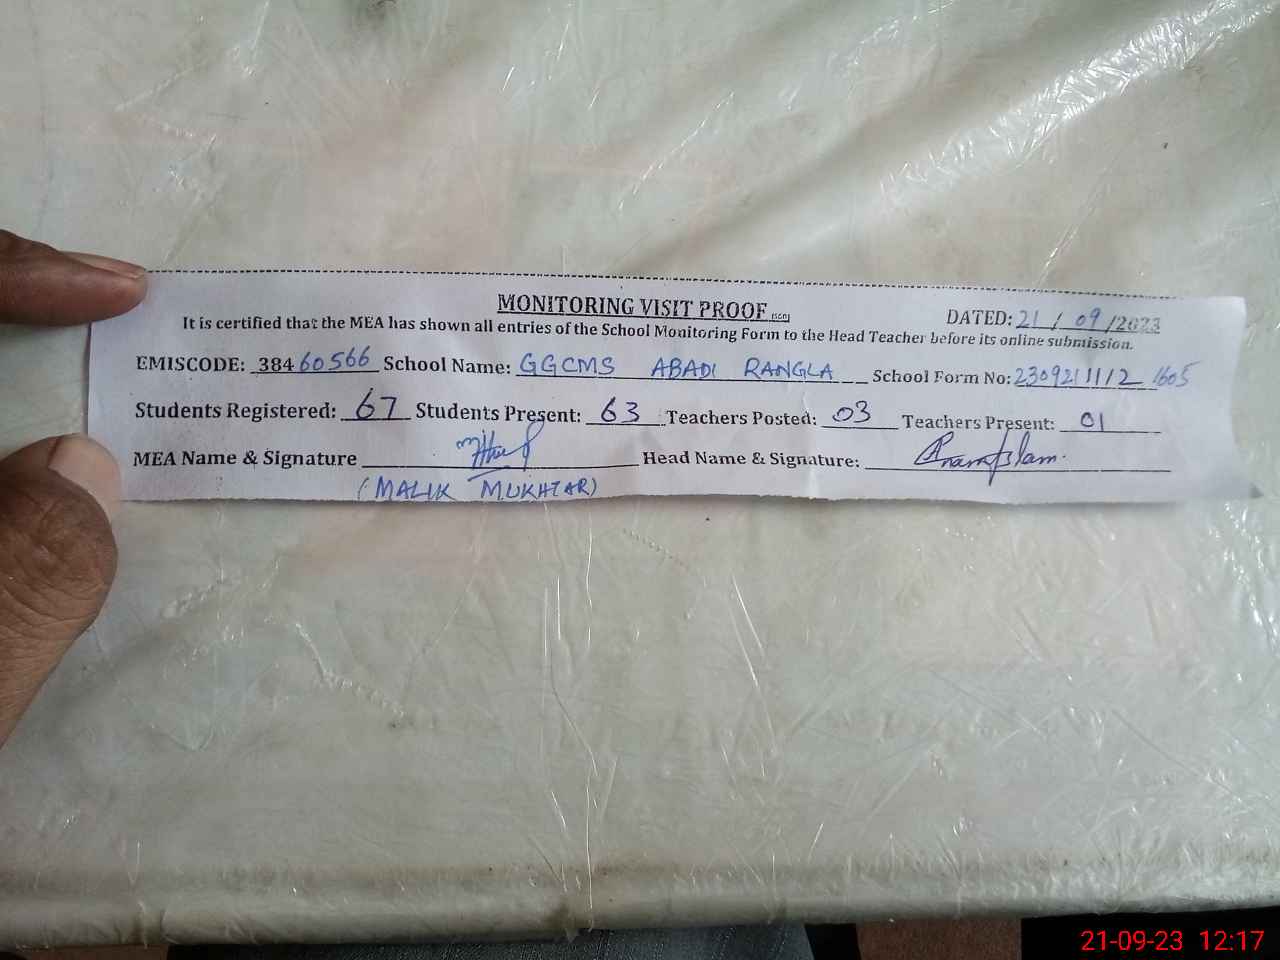 MONITORING VISIT PROOF
DATED: 21 / 09 /2023
It is certified that the MEA has shown all entries of the School Monitoring Form to the Head Teacher before its online submission.
EMISCODE: 38460566 School Name: GGCMS ABADI RANGLA School Form No: 2309211112 1605
Students Registered: 67 Students Present: 63 Teachers Posted: 03 Teachers Present: 01
MEA Name & Signature Head Name & Signature: Anam Islam.
(MALIK MUKHTAR)
21-09-23 12:17